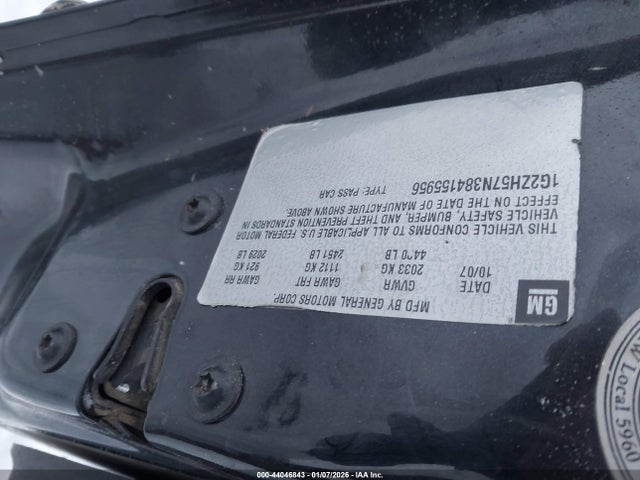 GM
MFD BY GENERAL MOTORS CORP
DATE GVWR GAWR FRT GAWR RR
10/07 2033 KG 1112 KG 921 KG
LB 2451 LB 2029 LB
THIS VEHICLE CONFORMS TO ALL APPLICABLE U.S. FEDERAL MOTOR
VEHICLE SAFETY, BUMPER, AND THEFT PREVENTION STANDARDS IN
EFFECT ON THE DATE OF MANUFACTURE SHOWN ABOVE.
1G2ZH57N384155956 TYPE: PASS CAR
Local 5960
000-44046843 - 01/07/2026 - IAA Inc.